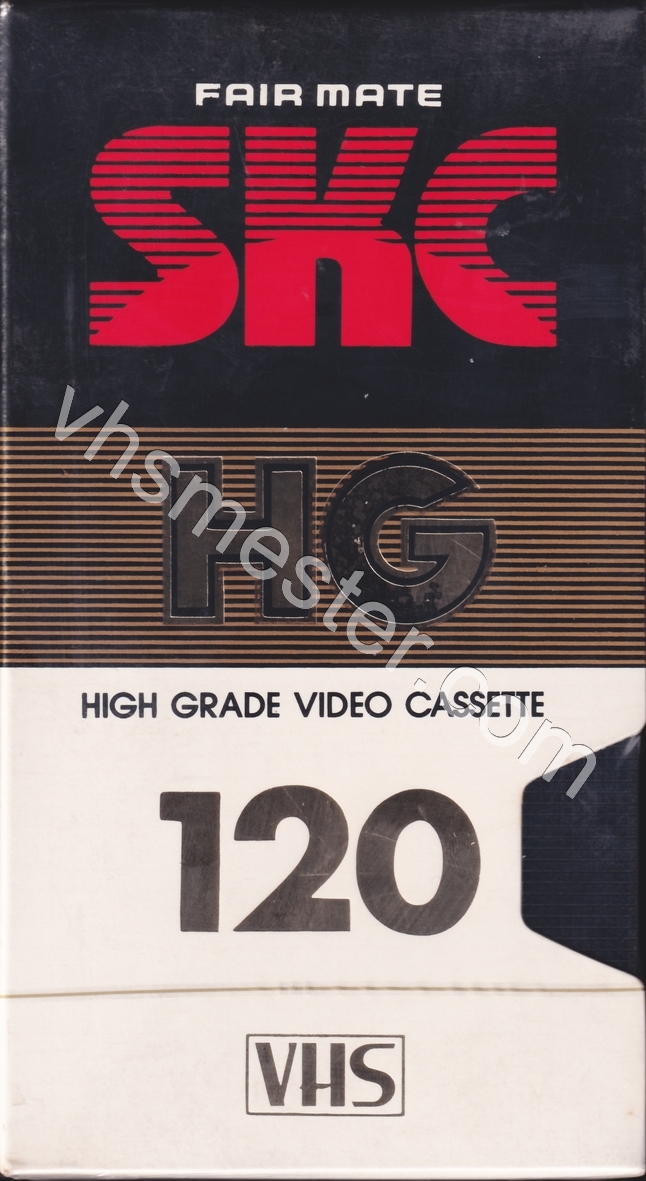 FAIR MATE
SKC
HG
vhsmester.com
HIGH GRADE VIDEO CASSETTE
120
VHS